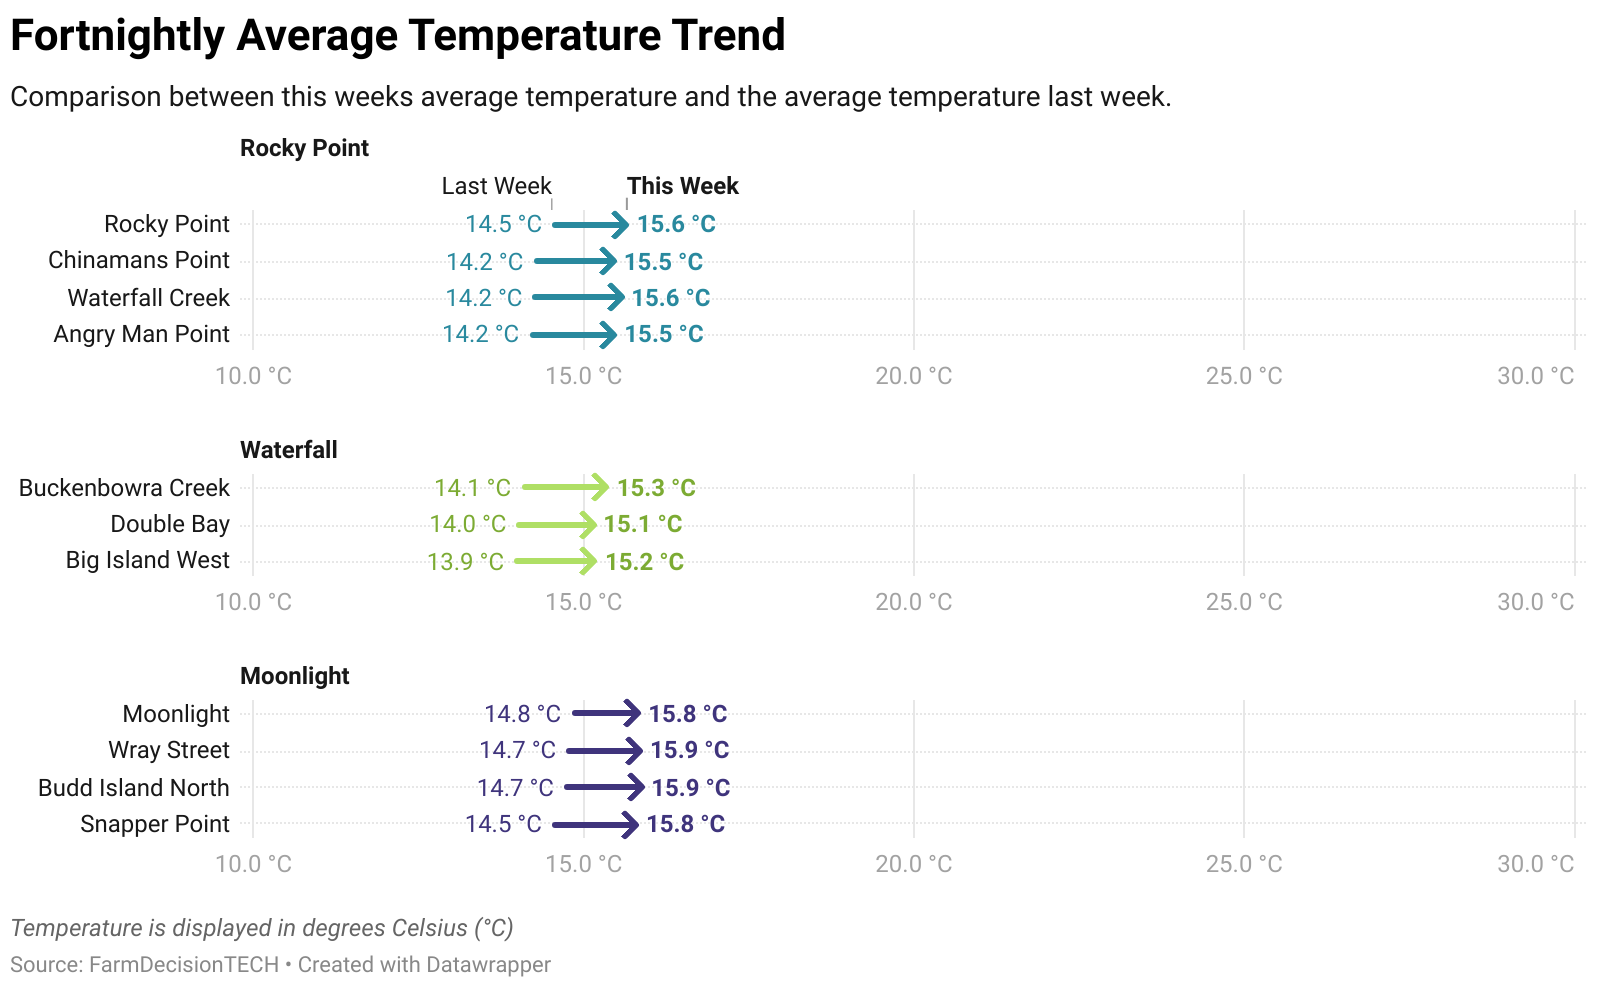 Fortnightly Average Temperature Trend
Comparison between this weeks average temperature and the average temperature last week.
Rocky Point
Last Week This Week
Rocky Point 14.5 °C 15.6 °C
Chinamans Point 14.2 °C 15.5 °C
Waterfall Creek 14.2 °C 15.6 °C
Angry Man Point 14.2 °C 15.5 °C
10.0 °C 15.0 °C 20.0 °C 25.0 °C 30.0 °C
Waterfall
Buckenbowra Creek 14.1 °C 15.3 °C
Double Bay 14.0 °C 15.1 °C
Big Island West 13.9 °C 15.2 °C
10.0 °C 15.0 °C 20.0 °C 25.0 °C 30.0 °C
Moonlight
Moonlight 14.8 °C 15.8 °C
Wray Street 14.7 °C 15.9 °C
Budd Island North 14.7 °C 15.9 °C
Snapper Point 14.5 °C 15.8 °C
10.0 °C 15.0 °C 20.0 °C 25.0 °C 30.0 °C
Temperature is displayed in degrees Celsius (°C)
Source: FarmDecisionTECH • Created with Datawrapper